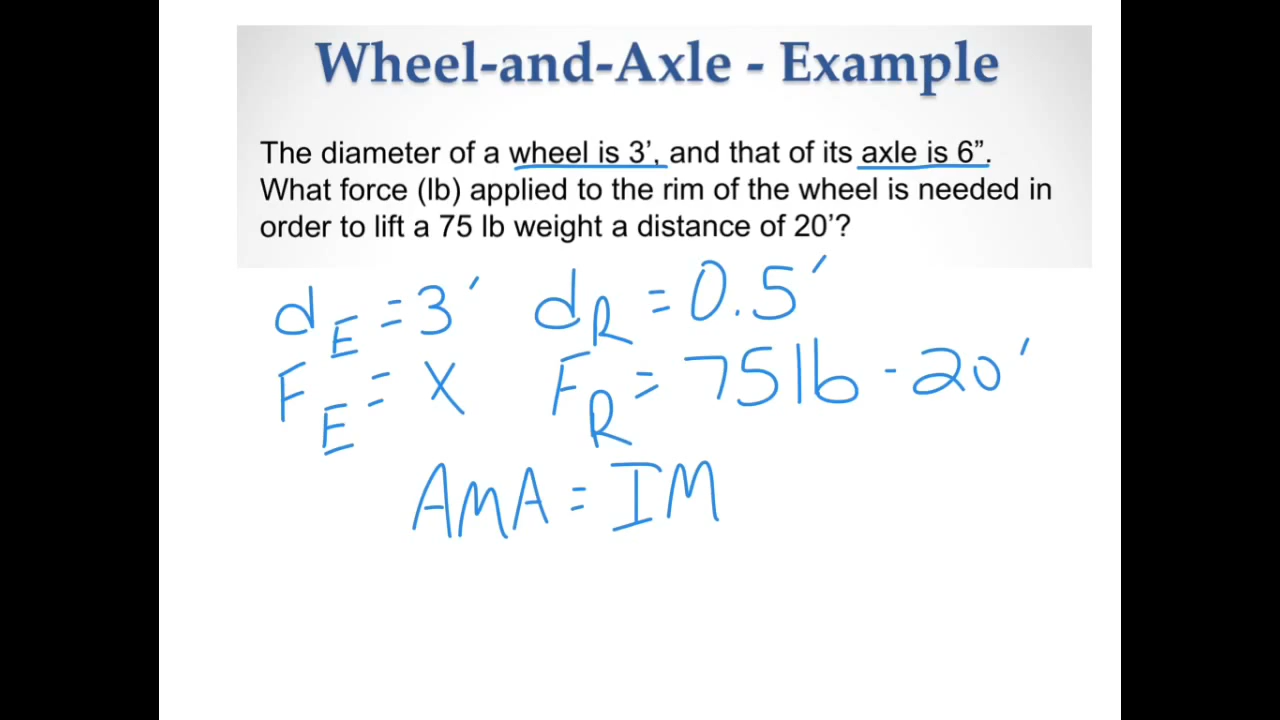 Wheel-and-Axle - Example
The diameter of a wheel is 3’, and that of its axle is 6”.
What force (lb) applied to the rim of the wheel is needed in
order to lift a 75 lb weight a distance of 20’?
dE = 3' dR = 0.5'
FE = X FR = 75lb - 20'
AMA = IM